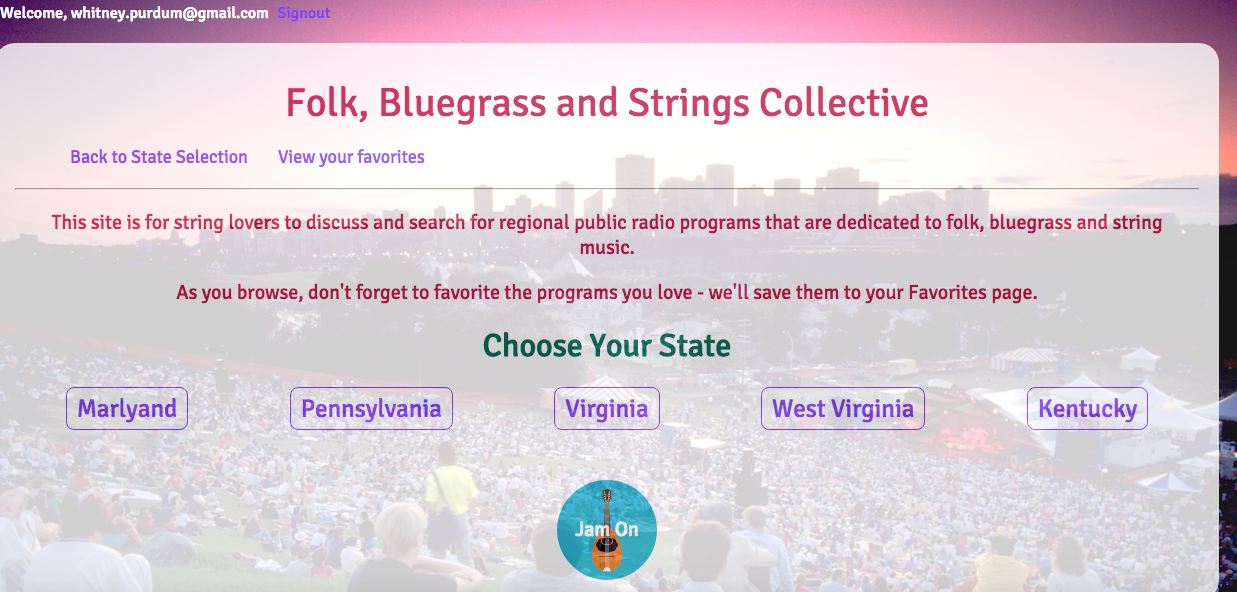 Welcome, whitney.purdum@gmail.com Signout
Folk, Bluegrass and Strings Collective
Back to State Selection View your favorites
This site is for string lovers to discuss and search for regional public radio programs that are dedicated to folk, bluegrass and string
music.
As you browse, don't forget to favorite the programs you love - we'll save them to your Favorites page.
Choose Your State
Marlyand Pennsylvania Virginia West Virginia Kentucky
Jam On